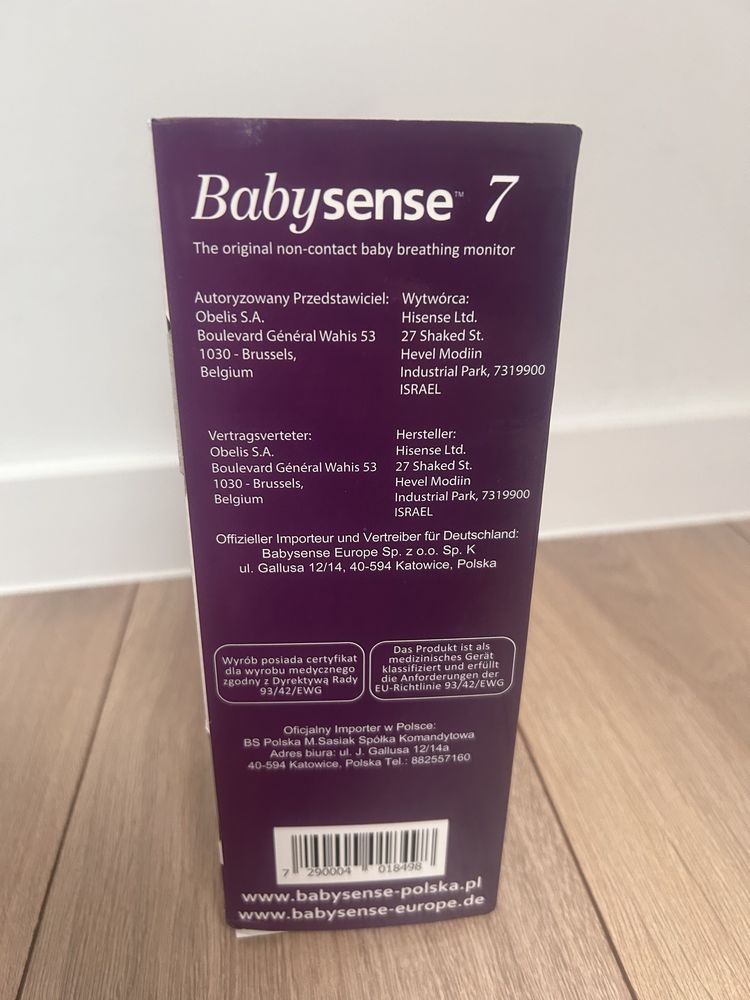 Babysense™ 7
The original non-contact baby breathing monitor
Autoryzowany Przedstawiciel:
Obelis S.A.
Boulevard Général Wahis 53
1030 - Brussels,
Belgium
Wytwórca:
Hisense Ltd.
27 Shaked St.
Hevel Modiin
Industrial Park, 7319900
ISRAEL
Vertragsverteter:
Obelis S.A.
Boulevard Général Wahis 53
1030 - Brussels,
Belgium
Hersteller:
Hisense Ltd.
27 Shaked St.
Hevel Modiin
Industrial Park, 7319900
ISRAEL
Offizieller Importeur und Vertreiber für Deutschland:
Babysense Europe Sp. z o.o. Sp. K
ul. Gallusa 12/14, 40-594 Katowice, Polska
Wyrób posiada certyfikat
dla wyrobu medycznego
zgodny z Dyrektywą Rady
93/42/EWG
Das Produkt ist als
medizinisches Gerät
klassifiziert und erfüllt
die Anforderungen der
EU-Richtlinie 93/42/EWG
Oficjalny Importer w Polsce:
BS Polska M.Sasiak Spółka Komandytowa
Adres biura: ul. J. Gallusa 12/14a
40-594 Katowice, Polska Tel.: 882557160
7 290004 018498
www.babysense-polska.pl
www.babysense-europe.de